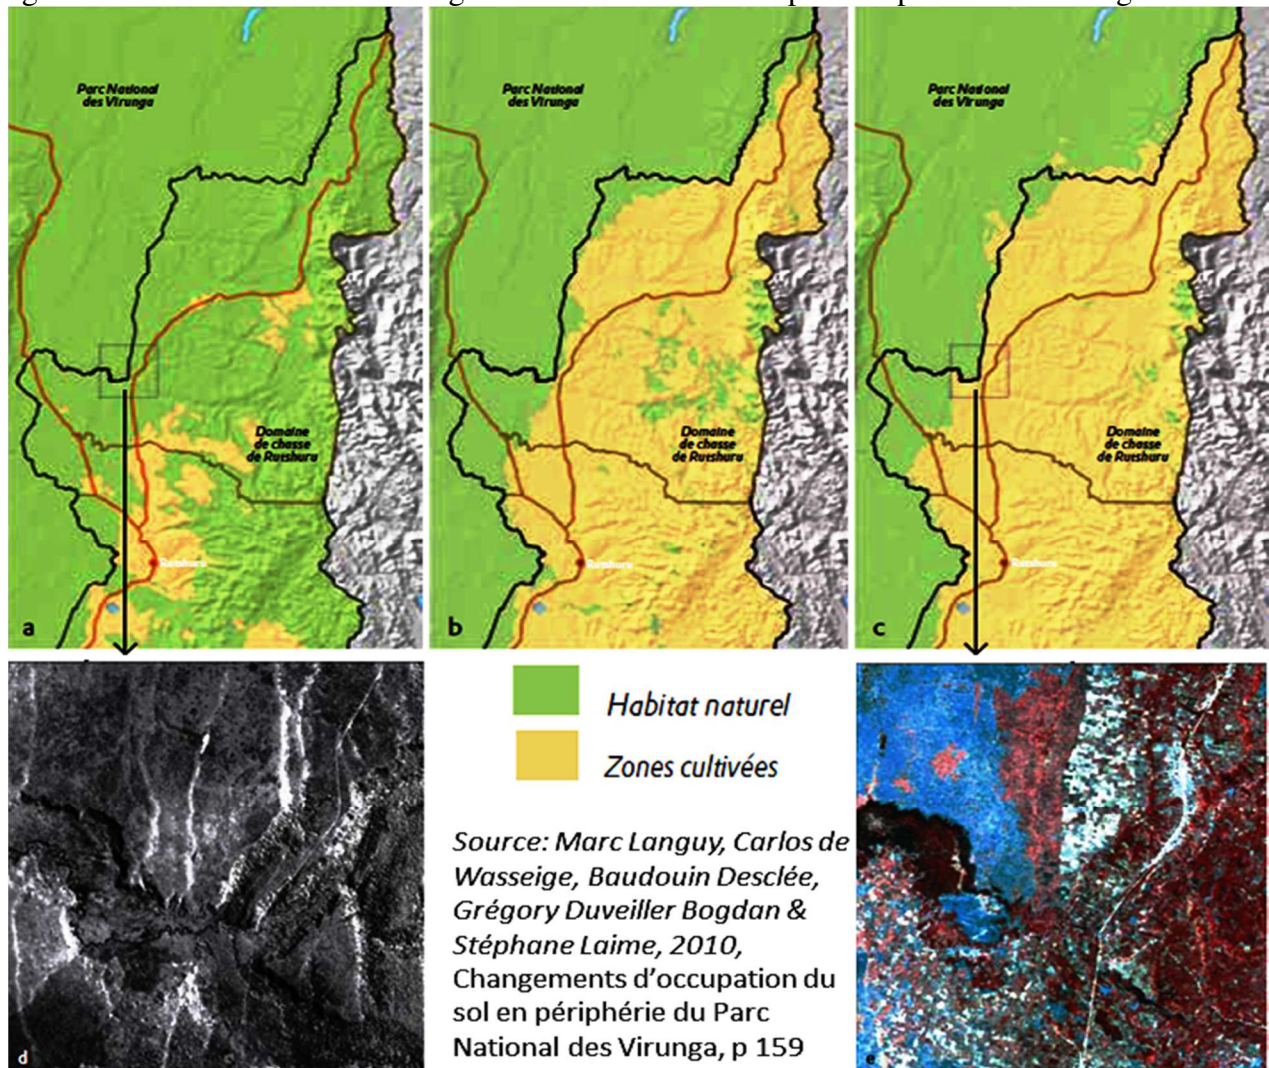 Parc National
des Virunga
Domaine
de chasse
de Rutshuru
Rutshuru
a
Parc National
des Virunga
Domaine
de chasse
de Rutshuru
Rutshuru
b
Parc National
des Virunga
Domaine
de chasse
de Rutshuru
Rutshuru
c
d
Habitat naturel
Zones cultivées
Source: Marc Languy, Carlos de
Wasseige, Baudouin Desclée,
Grégory Duveiller Bogdan &
Stéphane Laime, 2010,
Changements d’occupation du
sol en périphérie du Parc
National des Virunga, p 159
e